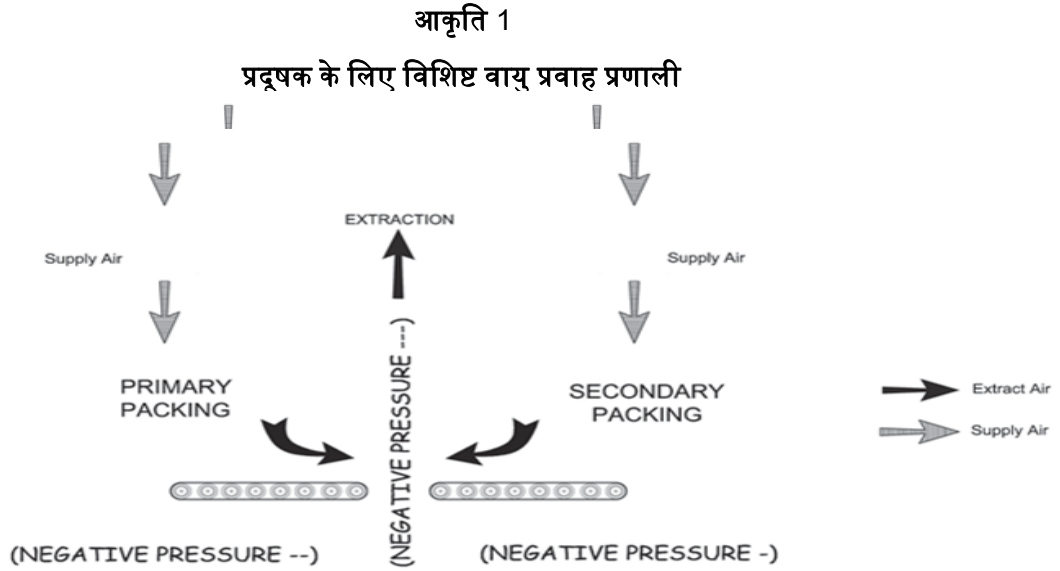 आकृति 1
प्रदूषक के लिए विशिष्ट वायु प्रवाह प्रणाली
EXTRACTION
Supply Air
Supply Air
(NEGATIVE PRESSURE ---)
PRIMARY
PACKING
SECONDARY
PACKING
Extract Air
Supply Air
(NEGATIVE PRESSURE --)
(NEGATIVE PRESSURE -)